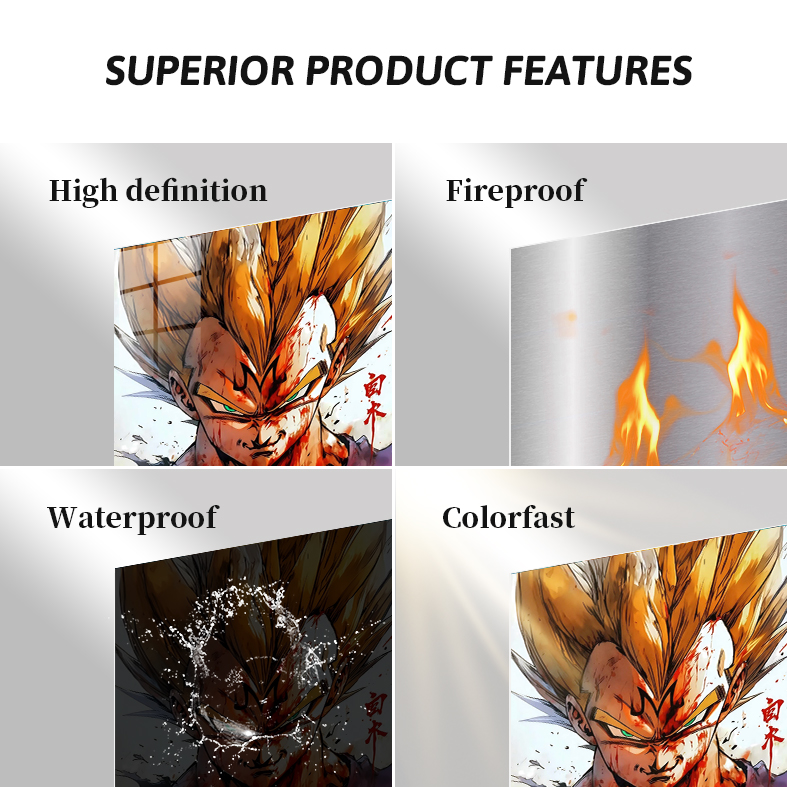 SUPERIOR PRODUCT FEATURES
High definition
Fireproof
Waterproof
Colorfast